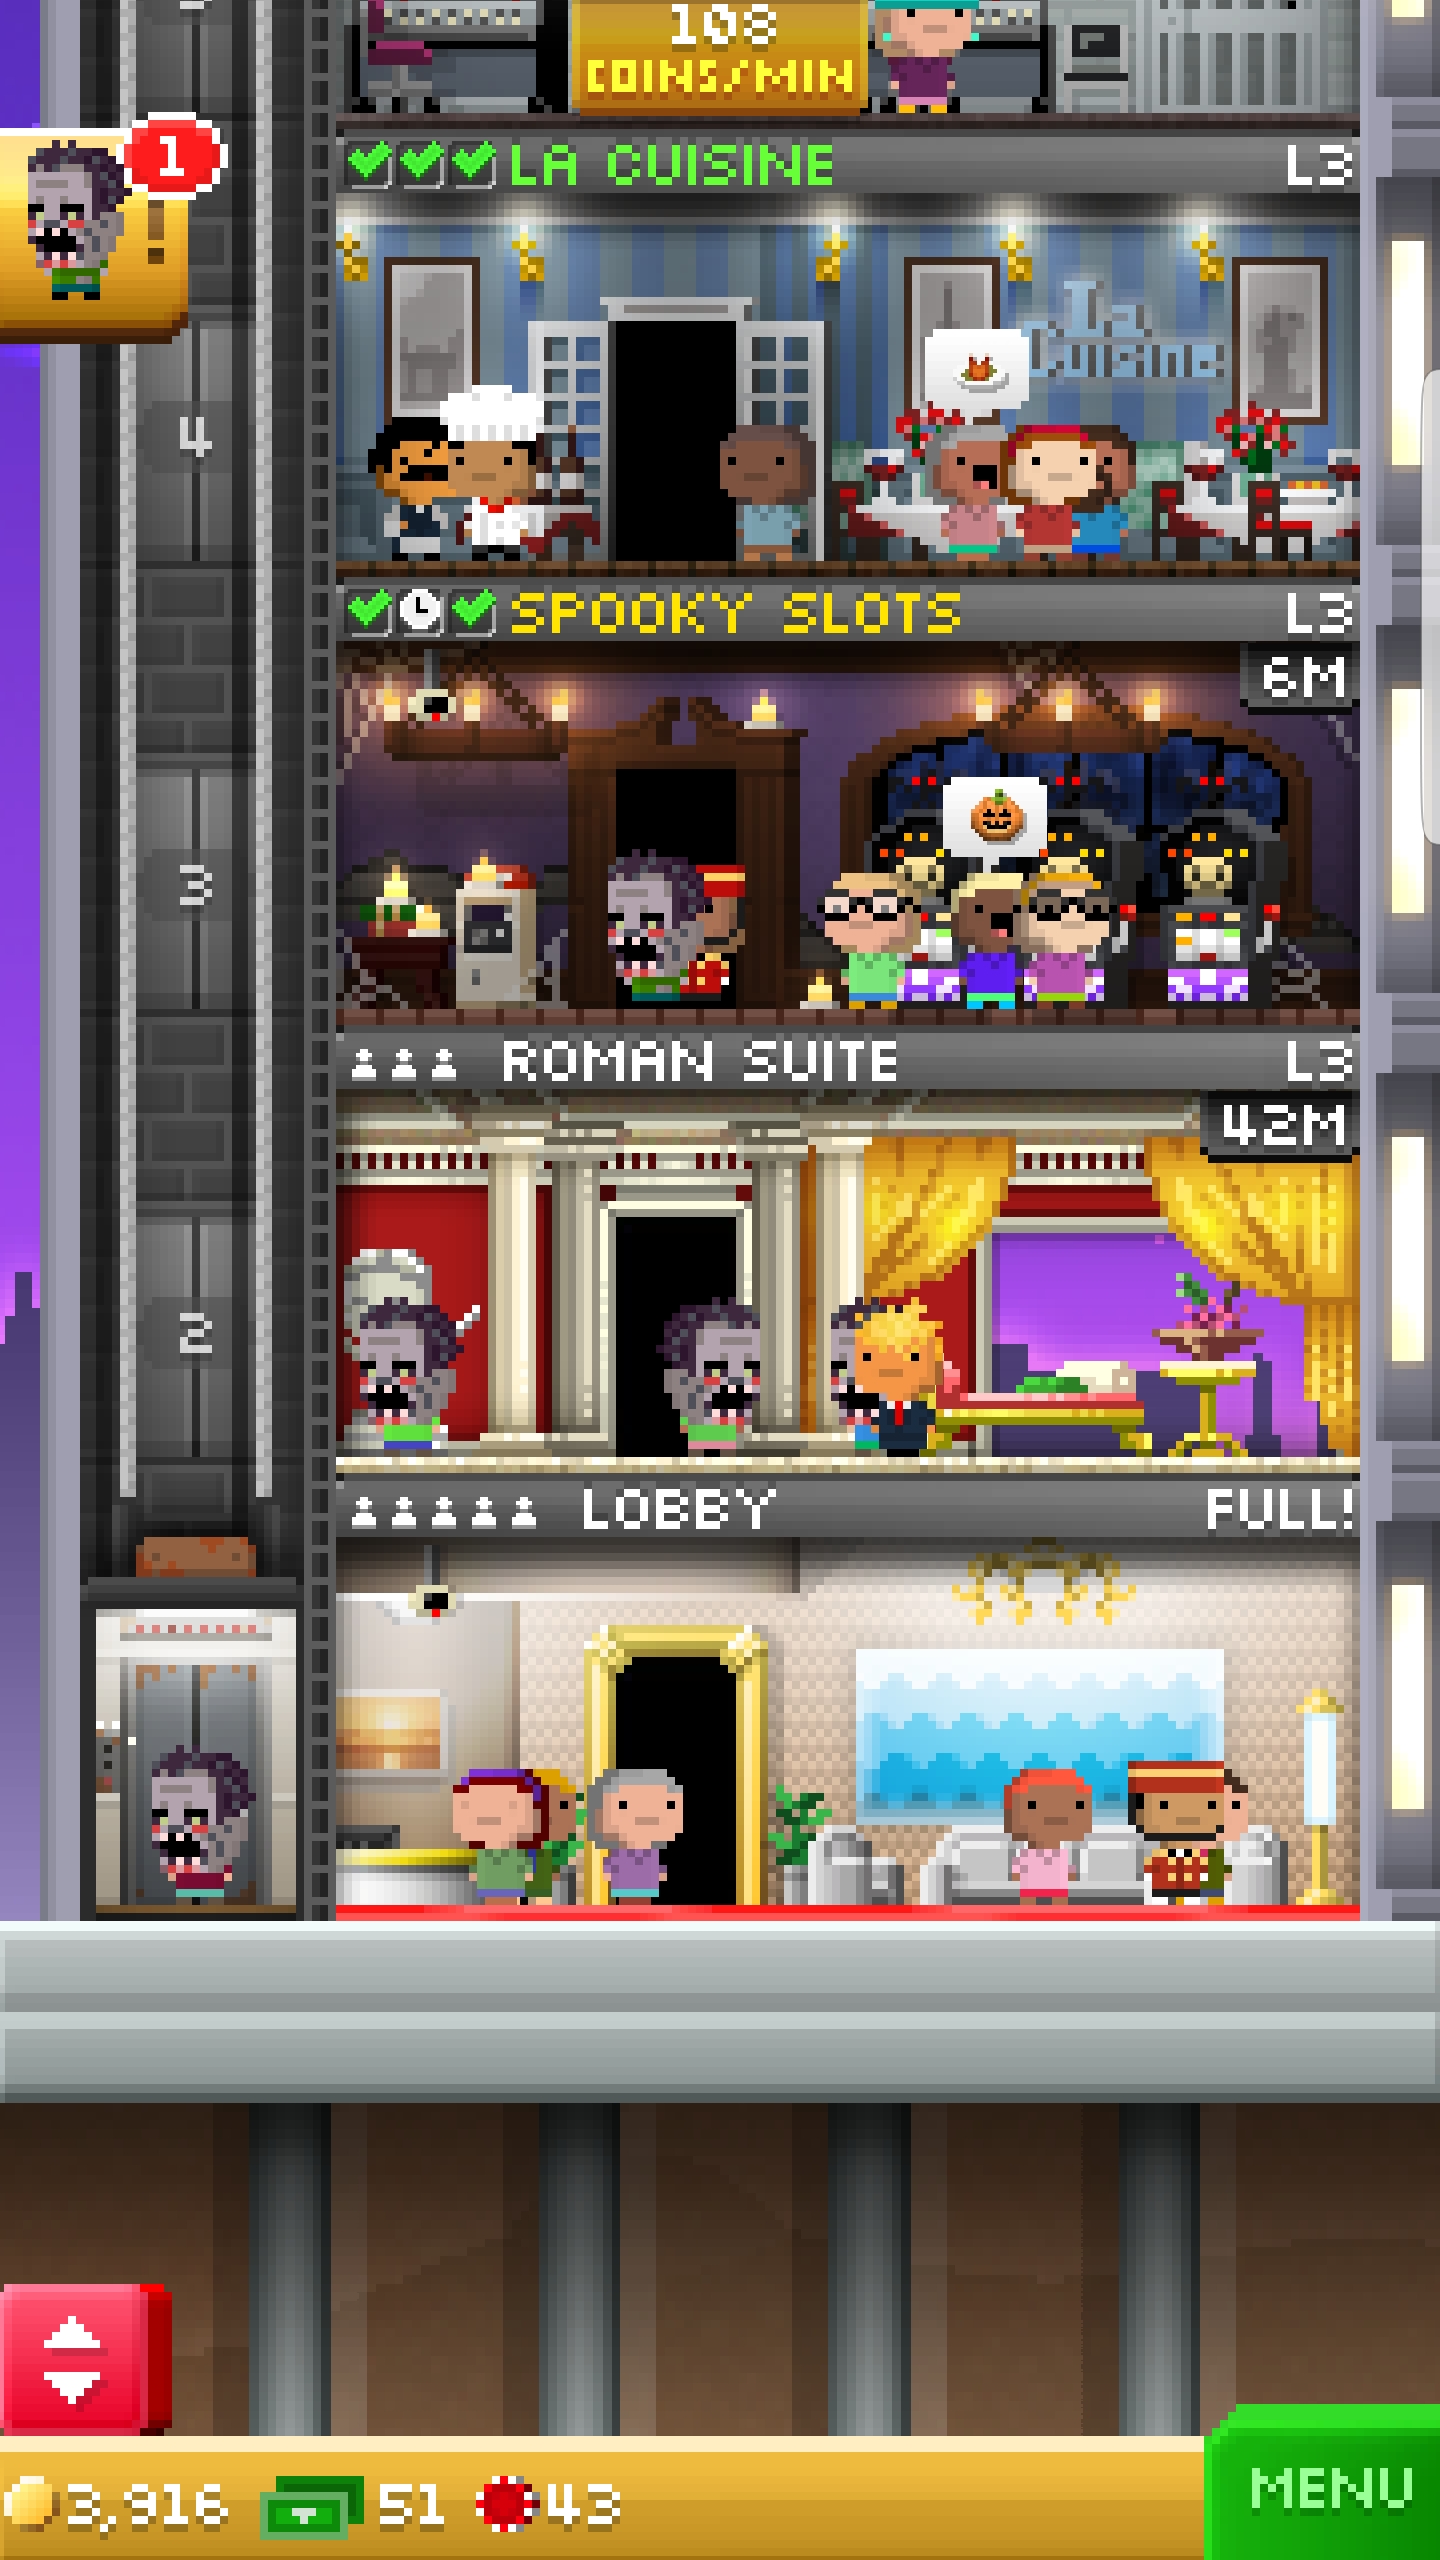 108
COINS/MIN
1
!
LA CUISINE L3
La
Cuisine
4
SPOOKY SLOTS L3
6M
3
ROMAN SUITE L3
42M
2
LOBBY FULL!
3,916 51 43
MENU